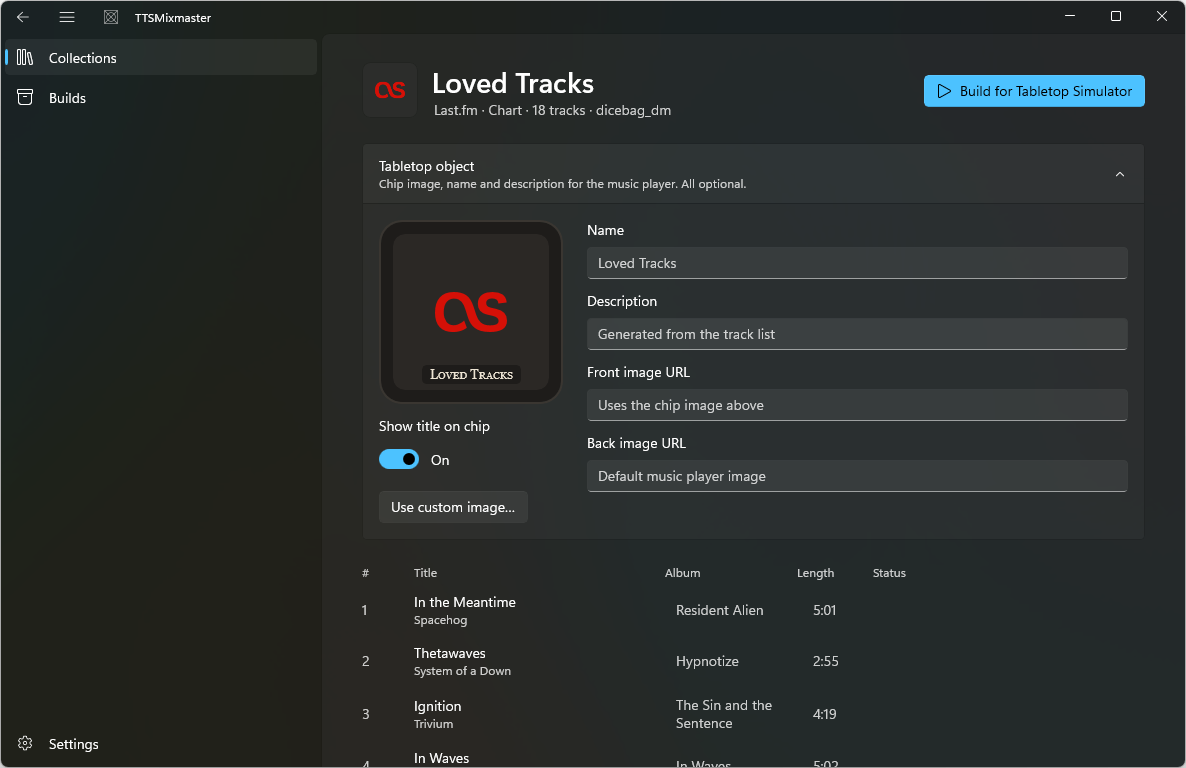 TTSMixmaster
Collections
Builds
Settings
Loved Tracks
Last.fm · Chart · 18 tracks · dicebag_dm
Build for Tabletop Simulator
Tabletop object
Chip image, name and description for the music player. All optional.
Loved Tracks
Show title on chip
On
Use custom image...
Name
Loved Tracks
Description
Generated from the track list
Front image URL
Uses the chip image above
Back image URL
Default music player image
# Title Album Length Status
1 In the Meantime Resident Alien 5:01
Spacehog
2 Thetawaves Hypnotize 2:55
System of a Down
3 Ignition The Sin and the 4:19
Trivium Sentence
4 In Waves In Waves 5:02